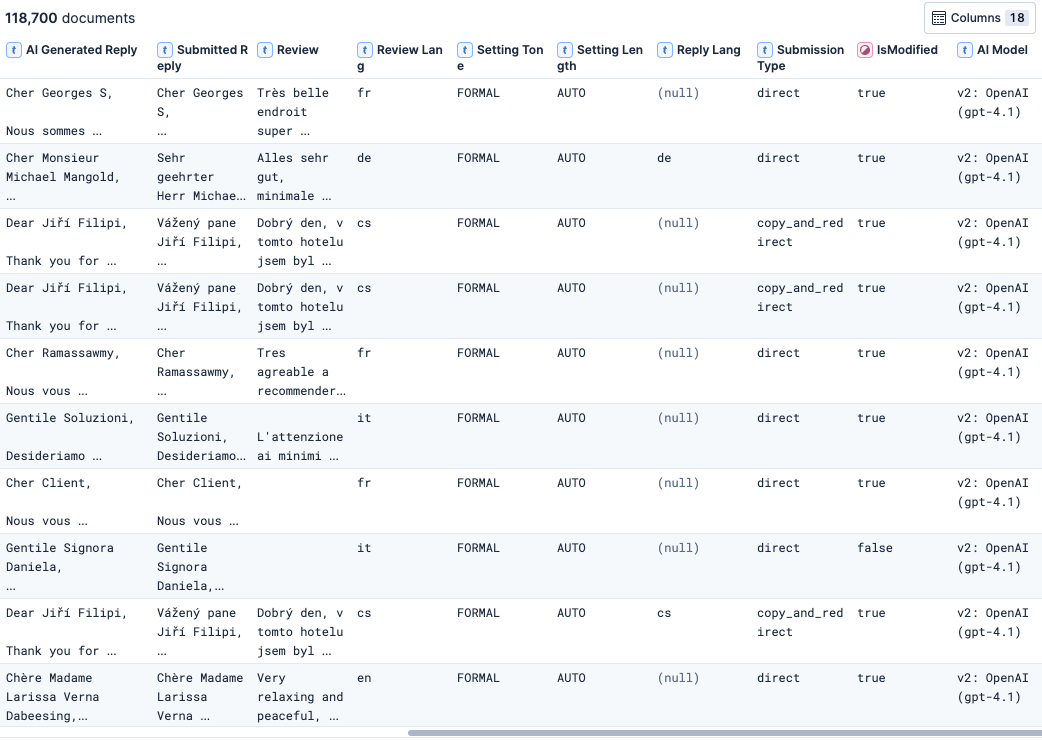 118,700 documents
Columns 18
AI Generated Reply
Submitted R
eply
Review
Review Lan
g
Setting Ton
e
Setting Len
gth
Reply Lang
Submission
Type
IsModified
AI Model
Cher Georges S,
Nous sommes …
Cher Georges
S,
…
Très belle
endroit
super …
fr
FORMAL
AUTO
(null)
direct
true
v2: OpenAI
(gpt-4.1)
Cher Monsieur
Michael Mangold,
…
Sehr
geehrter
Herr Michae…
Alles sehr
gut,
minimale …
de
FORMAL
AUTO
de
direct
true
v2: OpenAI
(gpt-4.1)
Dear Jiří Filipi,
Thank you for …
Vážený pane
Jiří Filipi,
…
Dobrý den, v
tomto hotelu
jsem byl …
cs
FORMAL
AUTO
(null)
copy_and_red
irect
true
v2: OpenAI
(gpt-4.1)
Dear Jiří Filipi,
Thank you for …
Vážený pane
Jiří Filipi,
…
Dobrý den, v
tomto hotelu
jsem byl …
cs
FORMAL
AUTO
(null)
copy_and_red
irect
true
v2: OpenAI
(gpt-4.1)
Cher Ramassawmy,
Nous vous …
Cher
Ramassawmy,
…
Tres
agreable a
recommender…
fr
FORMAL
AUTO
(null)
direct
true
v2: OpenAI
(gpt-4.1)
Gentile Soluzioni,
Desideriamo …
Gentile
Soluzioni,
Desideriamo…
L'attenzione
ai minimi …
it
FORMAL
AUTO
(null)
direct
true
v2: OpenAI
(gpt-4.1)
Cher Client,
Nous vous …
Cher Client,
Nous vous …
fr
FORMAL
AUTO
(null)
direct
true
v2: OpenAI
(gpt-4.1)
Gentile Signora
Daniela,
…
Gentile
Signora
Daniela,…
it
FORMAL
AUTO
(null)
direct
false
v2: OpenAI
(gpt-4.1)
Dear Jiří Filipi,
Thank you for …
Vážený pane
Jiří Filipi,
…
Dobrý den, v
tomto hotelu
jsem byl …
cs
FORMAL
AUTO
cs
copy_and_red
irect
true
v2: OpenAI
(gpt-4.1)
Chère Madame
Larissa Verna
Dabeesing,…
Chère Madame
Larissa
Verna …
Very
relaxing and
peaceful, …
en
FORMAL
AUTO
(null)
direct
true
v2: OpenAI
(gpt-4.1)